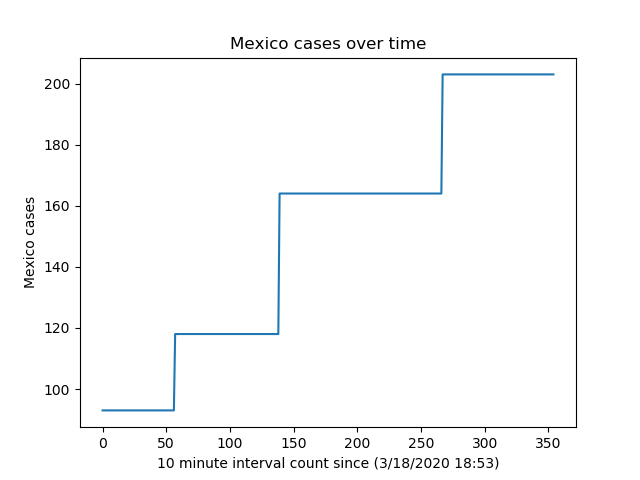 Mexico cases over time
200
180
160
140
120
100
Mexico cases
0 50 100 150 200 250 300 350
10 minute interval count since (3/18/2020 18:53)